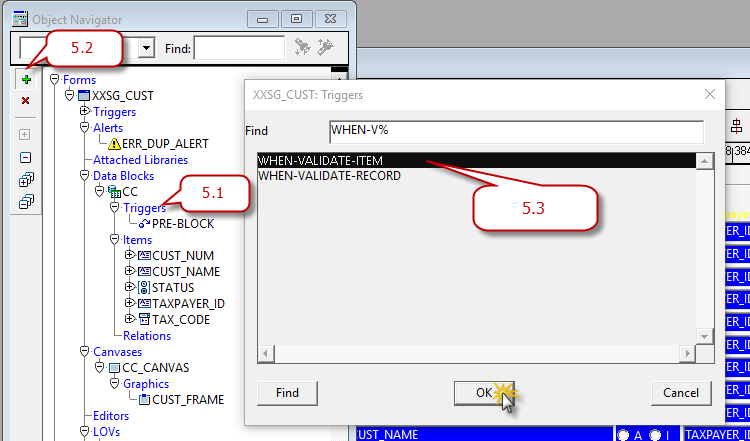 Object Navigator
5.2
Find:
Forms
XXSG_CUST
Triggers
Alerts
ERR_DUP_ALERT
Attached Libraries
Data Blocks
CC
Triggers
5.1
PRE-BLOCK
Items
CUST_NUM
CUST_NAME
STATUS
TAXPAYER_ID
TAX_CODE
Relations
Canvases
CC_CANVAS
Graphics
CUST_FRAME
Editors
LOVs
XXSG_CUST: Triggers
Find
WHEN-V%
WHEN-VALIDATE-ITEM
WHEN-VALIDATE-RECORD
5.3
Find
OK
Cancel
CUST_NAME
A
I
TAXPAYER_ID